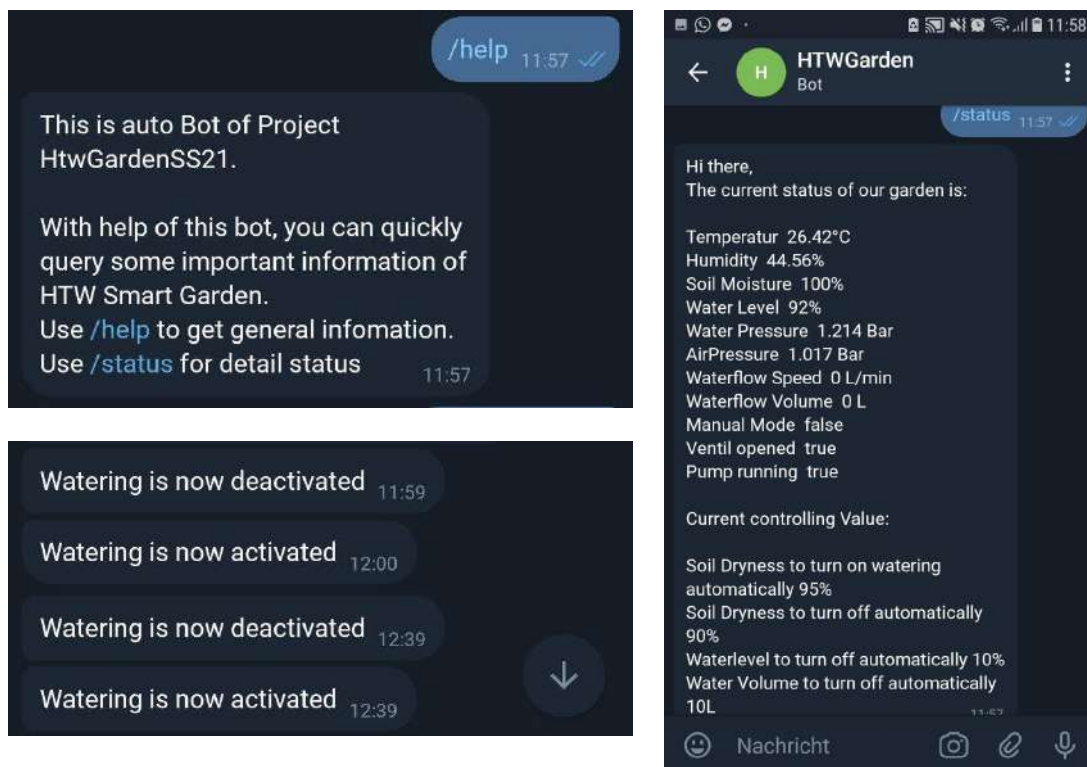 /help 11:57
This is auto Bot of Project
HtwGardenSS21.
With help of this bot, you can quickly
query some important information of
HTW Smart Garden.
Use /help to get general infomation.
Use /status for detail status
11:57
Watering is now deactivated 11:59
Watering is now activated 12:00
Watering is now deactivated 12:39
Watering is now activated 12:39
11:58
H
HTWGarden
Bot
/status 11:57
Hi there,
The current status of our garden is:
Temperatur 26.42°C
Humidity 44.56%
Soil Moisture 100%
Water Level 92%
Water Pressure 1.214 Bar
AirPressure 1.017 Bar
Waterflow Speed 0 L/min
Waterflow Volume 0 L
Manual Mode false
Ventil opened true
Pump running true
Current controlling Value:
Soil Dryness to turn on watering
automatically 95%
Soil Dryness to turn off automatically
90%
Waterlevel to turn off automatically 10%
Water Volume to turn off automatically
10L
11:57
Nachricht